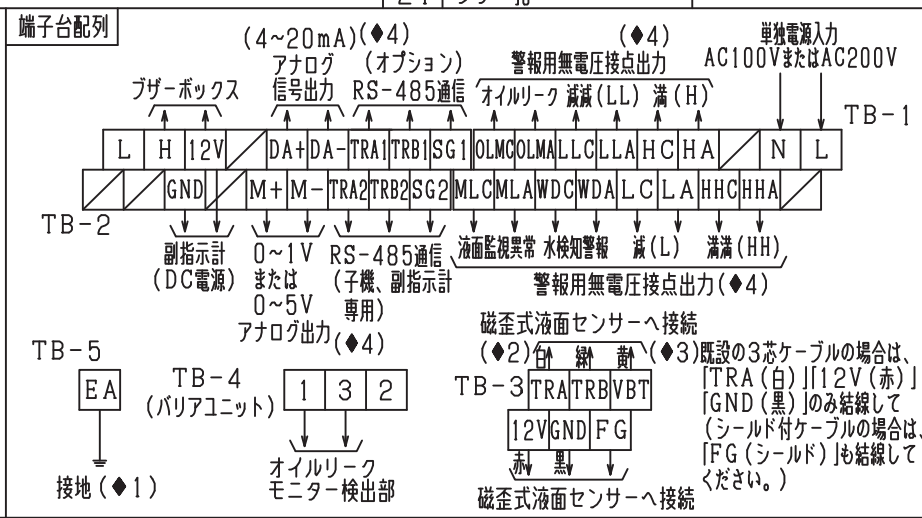 端子台配列
(4~20mA)(◆4)
アナログ
信号出力
(オプション)
RS-485通信
(◆4)
警報用無電圧接点出力
単独電源入力
AC100VまたはAC200V
ブザーボックス
オイルリーク 減減(LL) 満(H)
TB-1
L H 12V DA+ DA- TRA1 TRB1 SG1 OLMC OLMA LLC LLA HC HA N L
GND M+ M- TRA2 TRB2 SG2 MLC MLA WDC WDA LC LA HHC HHA
TB-2
副指示計
(DC電源)
0~1V
または
0~5V
アナログ出力
RS-485通信
(子機、副指示計
専用)
(◆4)
液面監視異常 水検知警報 減(L) 満満(HH)
警報用無電圧接点出力(◆4)
TB-5
EA
接地(◆1)
TB-4
(バリアユニット)
1 3 2
オイルリーク
モニター検出部
磁歪式液面センサーへ接続
(◆2) 白 緑 黄
TB-3
TRA TRB VBT
12V GND FG
赤 黒
磁歪式液面センサーへ接続
(◆3)既設の3芯ケーブルの場合は、
「TRA(白)」「12V(赤)」
「GND(黒)」のみ結線して
(シールド付ケーブルの場合は、
「FG(シールド)」も結線して
ください。)